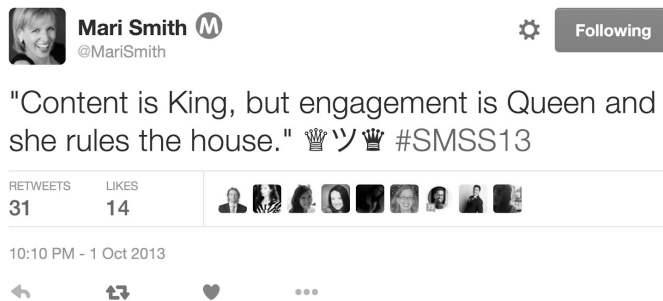 Mari Smith Ⓜ
@MariSmith
Following
"Content is King, but engagement is Queen and
she rules the house." ♕ツ♛ #SMSS13
RETWEETS LIKES
31 14
10:10 PM - 1 Oct 2013